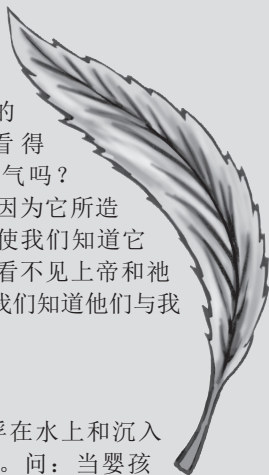 的
看得
气吗？
因为它所造
使我们知道它
看不见上帝和祂
我们知道他们与我
浮在水上和沉入
。问：当婴孩